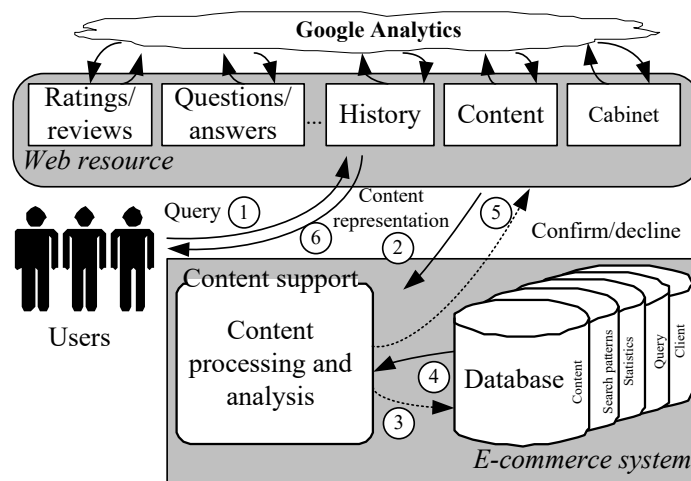 Google Analytics
Ratings/
reviews
Questions/
answers
...
History
Content
Cabinet
Web resource
Query
1
6
Content
representation
2
5
Confirm/decline
Users
Content support
Content
processing and
analysis
4
3
Database
Content
Search patterns
Statistics
Query
Client
E-commerce system